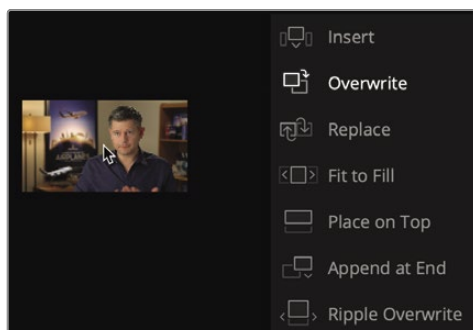 Insert
Overwrite
Replace
Fit to Fill
Place on Top
Append at End
Ripple Overwrite